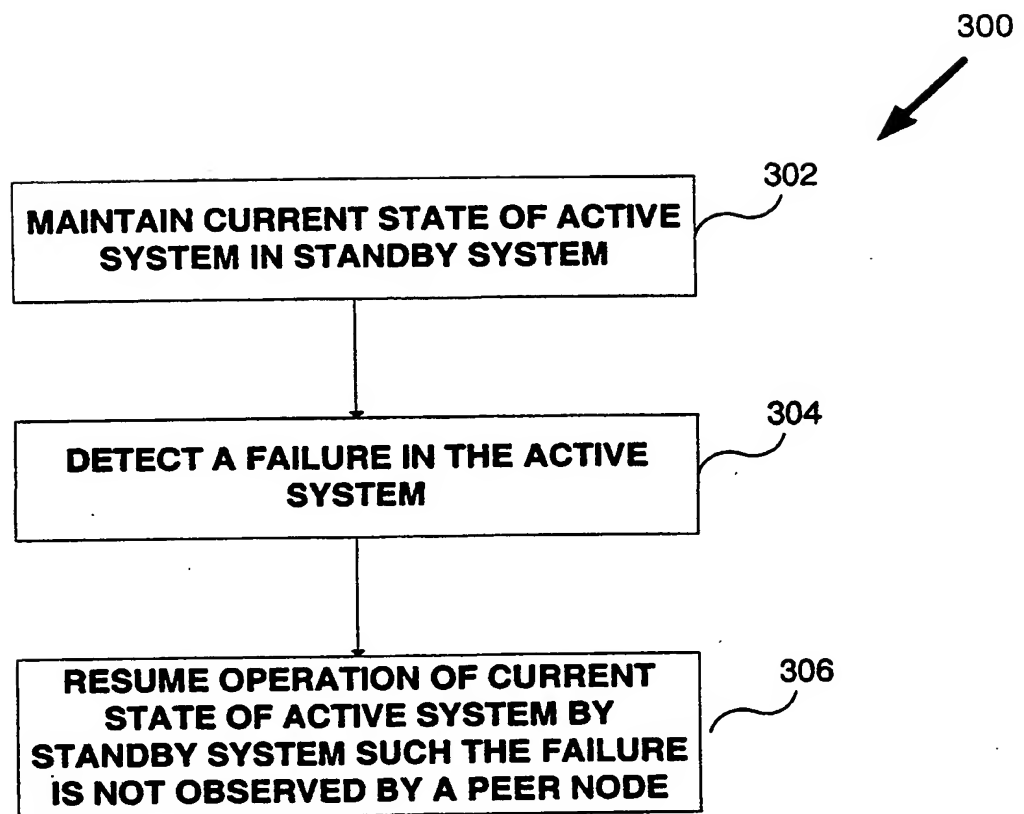 300
302
MAINTAIN CURRENT STATE OF ACTIVE
SYSTEM IN STANDBY SYSTEM
304
DETECT A FAILURE IN THE ACTIVE
SYSTEM
306
RESUME OPERATION OF CURRENT
STATE OF ACTIVE SYSTEM BY
STANDBY SYSTEM SUCH THE FAILURE
IS NOT OBSERVED BY A PEER NODE